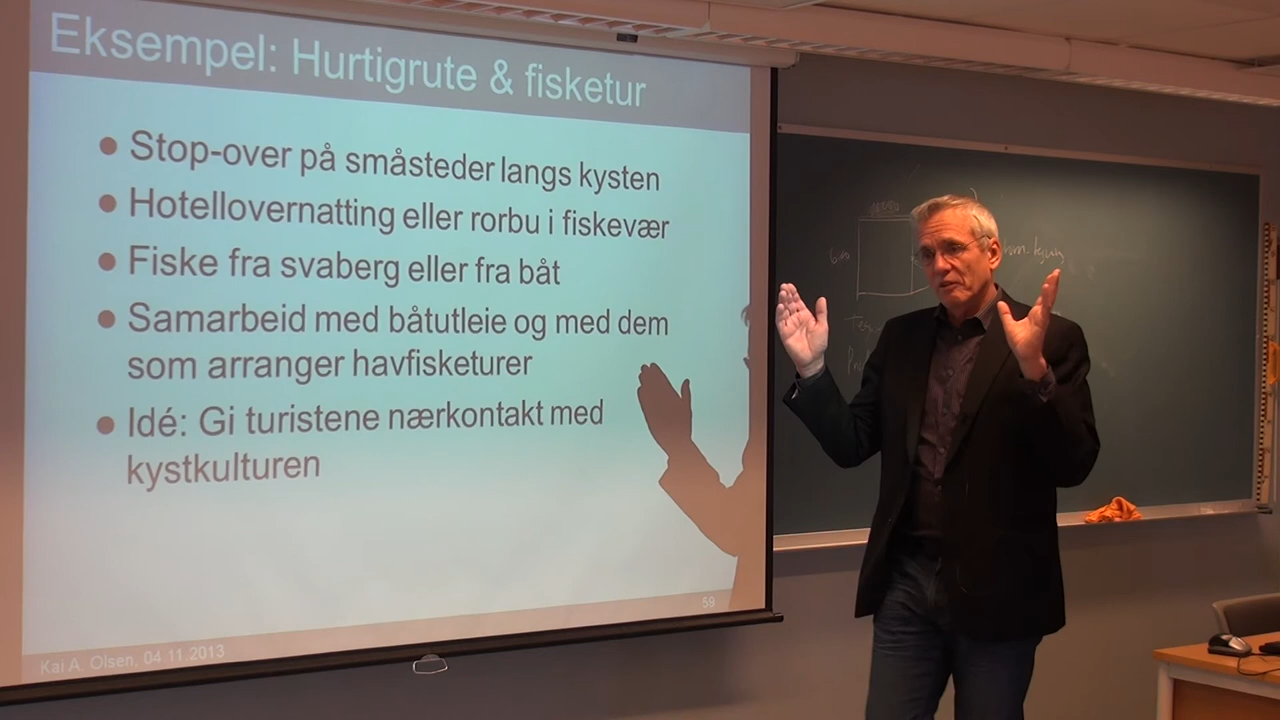 Eksempel: Hurtigrute & fisketur
Stop-over på småsteder langs kysten
Hotellovernatting eller rorbu i fiskevær
Fiske fra svaberg eller fra båt
Samarbeid med båtutleie og med dem
som arranger havfisketurer
Idé: Gi turistene nærkontakt med
kystkulturen
59
Kai A. Olsen, 04.11.2013